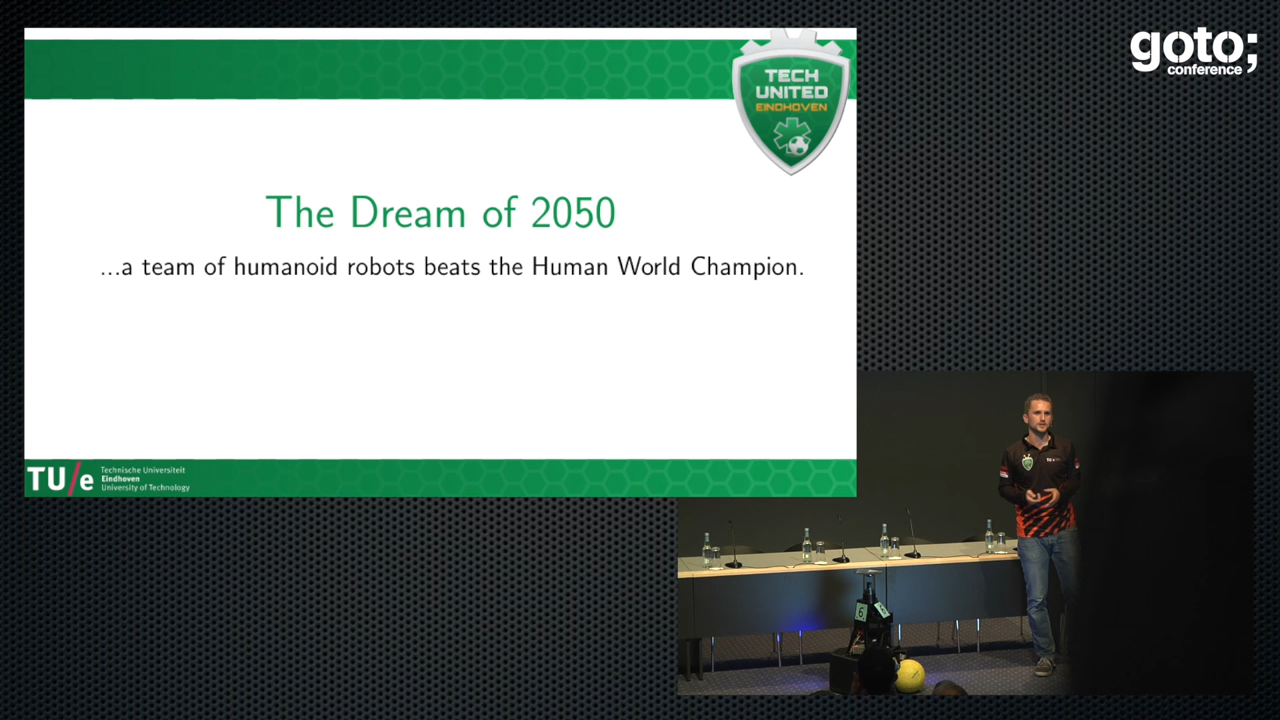 goto;
conference
TECH
UNITED
EINDHOVEN
The Dream of 2050
...a team of humanoid robots beats the Human World Champion.
TU/e
Technische Universiteit
Eindhoven
University of Technology
6